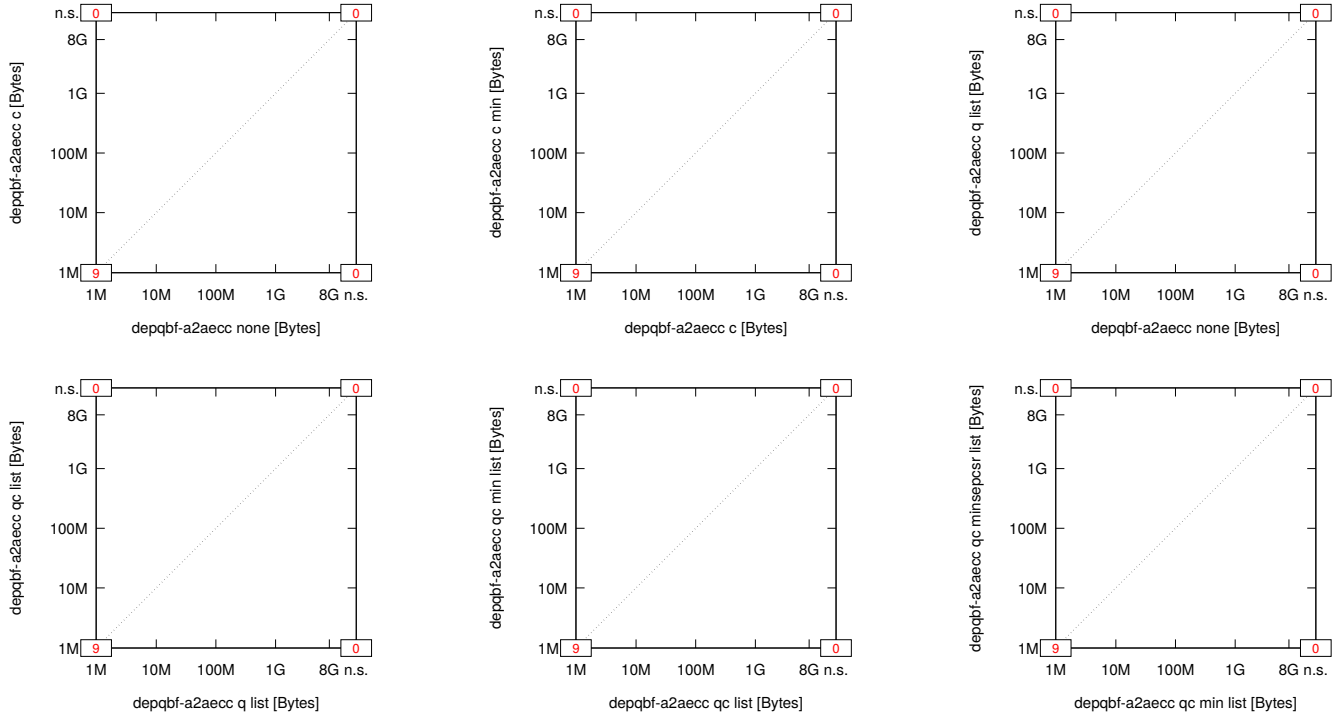 n.s. 0 0
8G
1G
100M
10M
1M 9 0
1M 10M 100M 1G 8G n.s.
depqbf-a2aecc c [Bytes]
depqbf-a2aecc none [Bytes]
n.s. 0 0
8G
1G
100M
10M
1M 9 0
1M 10M 100M 1G 8G n.s.
depqbf-a2aecc c min [Bytes]
depqbf-a2aecc c [Bytes]
n.s. 0 0
8G
1G
100M
10M
1M 9 0
1M 10M 100M 1G 8G n.s.
depqbf-a2aecc q list [Bytes]
depqbf-a2aecc none [Bytes]
n.s. 0 0
8G
1G
100M
10M
1M 9 0
1M 10M 100M 1G 8G n.s.
depqbf-a2aecc qc list [Bytes]
depqbf-a2aecc q list [Bytes]
n.s. 0 0
8G
1G
100M
10M
1M 9 0
1M 10M 100M 1G 8G n.s.
depqbf-a2aecc qc min list [Bytes]
depqbf-a2aecc qc list [Bytes]
n.s. 0 0
8G
1G
100M
10M
1M 9 0
1M 10M 100M 1G 8G n.s.
depqbf-a2aecc qc minsepcsr list [Bytes]
depqbf-a2aecc qc min list [Bytes]